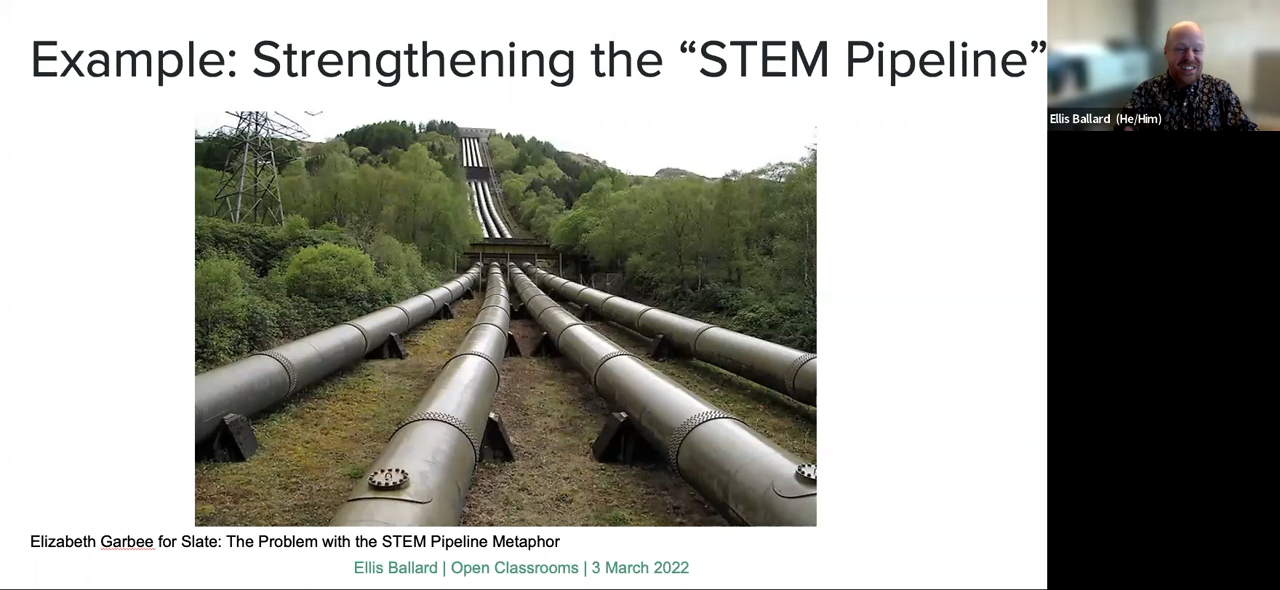 Example: Strengthening the “STEM Pipeline”
Ellis Ballard (He/Him)
Elizabeth Garbee for Slate: The Problem with the STEM Pipeline Metaphor
Ellis Ballard | Open Classrooms | 3 March 2022